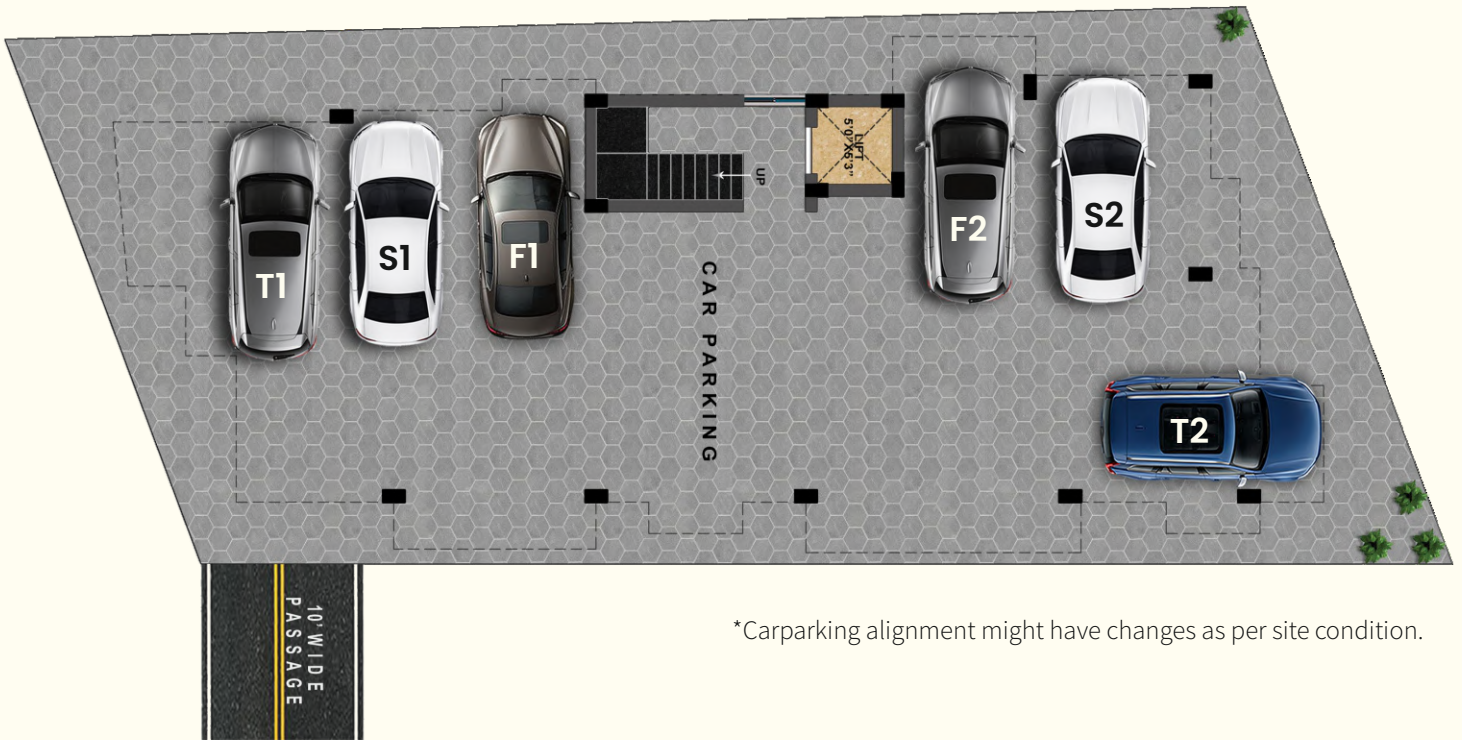 LIFT
5'0"X5'3"
UP
F2
S2
S1
F1
T1
CAR PARKING
T2
10' WIDE
PASSAGE
*Carparking alignment might have changes as per site condition.